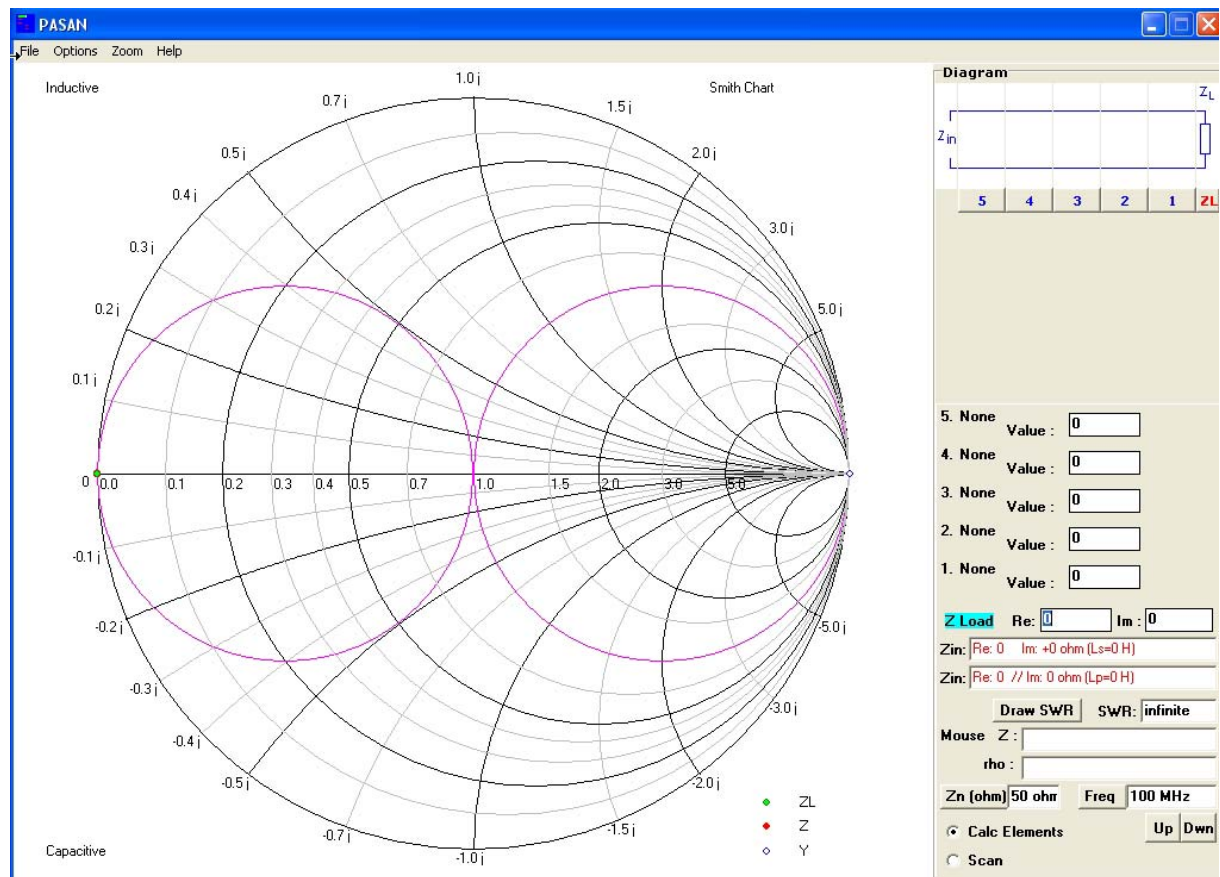 PASAN
File Options Zoom Help
Inductive
Smith Chart
1.0 j
0.7 j
1.5 j
0.5 j
2.0 j
0.4 j
0.3 j
3.0 j
0.2 j
5.0 j
0.1 j
0 0.0 0.1 0.2 0.3 0.4 0.5 0.7 1.0 1.5 2.0 3.0 5.0
-0.1 j
-0.2 j
-5.0 j
-0.3 j
-3.0 j
-0.4 j
-0.5 j
-2.0 j
-0.7 j
-1.5 j
-1.0 j
Capacitive
ZL
Z
Y
Diagram
ZL
Zin
5 4 3 2 1 ZL
5. None Value : 0
4. None Value : 0
3. None Value : 0
2. None Value : 0
1. None Value : 0
Z Load Re: 0 Im : 0
Zin: Re: 0 Im: +0 ohm (Ls=0 H)
Zin: Re: 0 // Im: 0 ohm (Lp=0 H)
Draw SWR SWR: infinite
Mouse Z :
rho :
Zn (ohm) 50 ohm Freq 100 MHz
Calc Elements Up Dwn
Scan